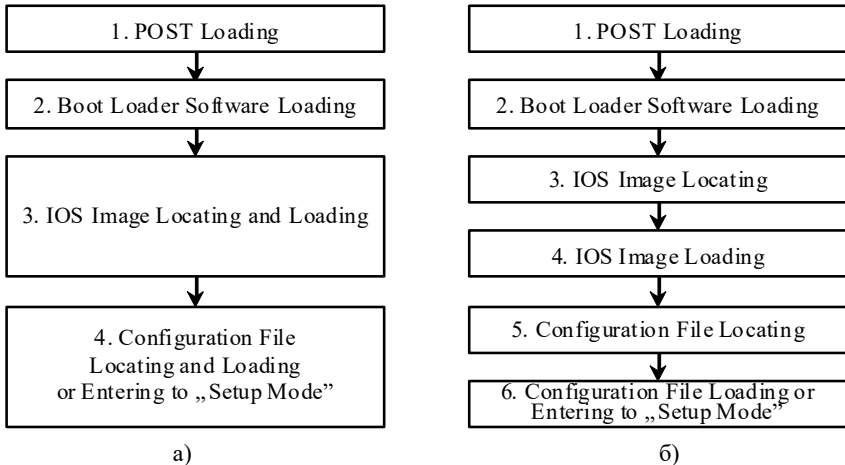 1. POST Loading
2. Boot Loader Software Loading
3. IOS Image Locating and Loading
4. Configuration File
Locating and Loading
or Entering to „Setup Mode”
а)
1. POST Loading
2. Boot Loader Software Loading
3. IOS Image Locating
4. IOS Image Loading
5. Configuration File Locating
6. Configuration File Loading or
Entering to „Setup Mode”
б)